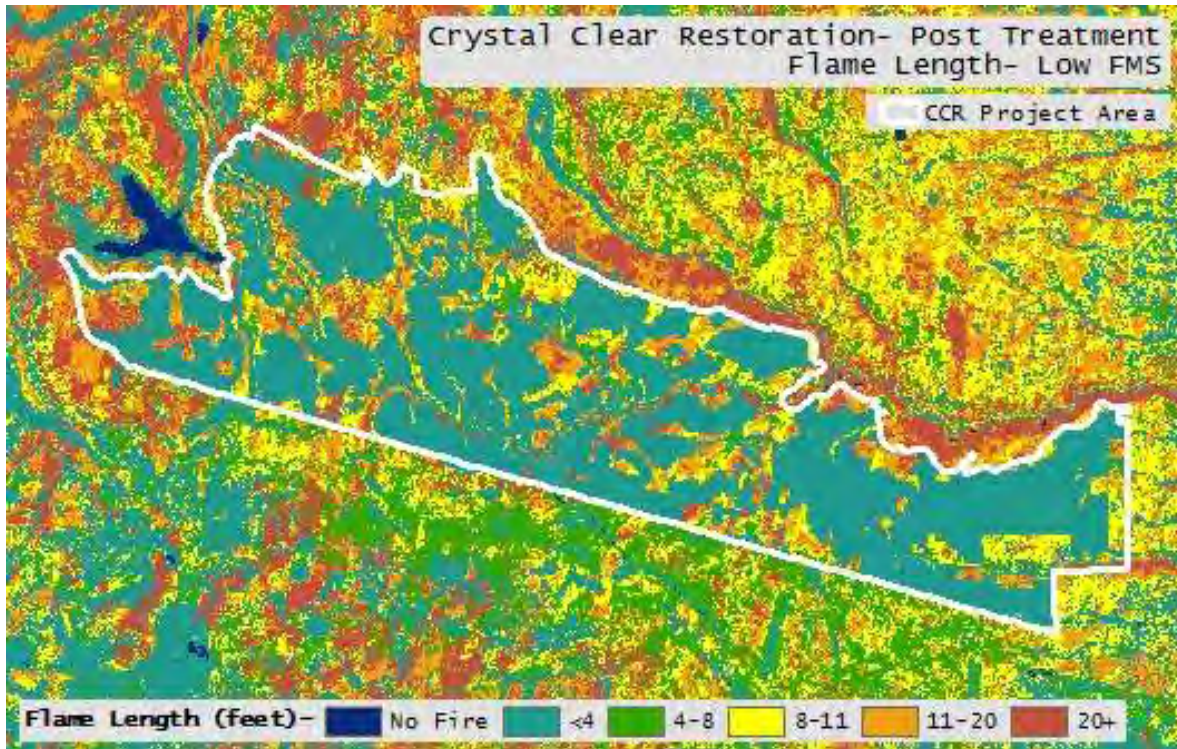 Crystal Clear Restoration- Post Treatment
Flame Length- Low FMS
CCR Project Area
Flame Length (feet)- No Fire <4 4-8 8-11 11-20 20+